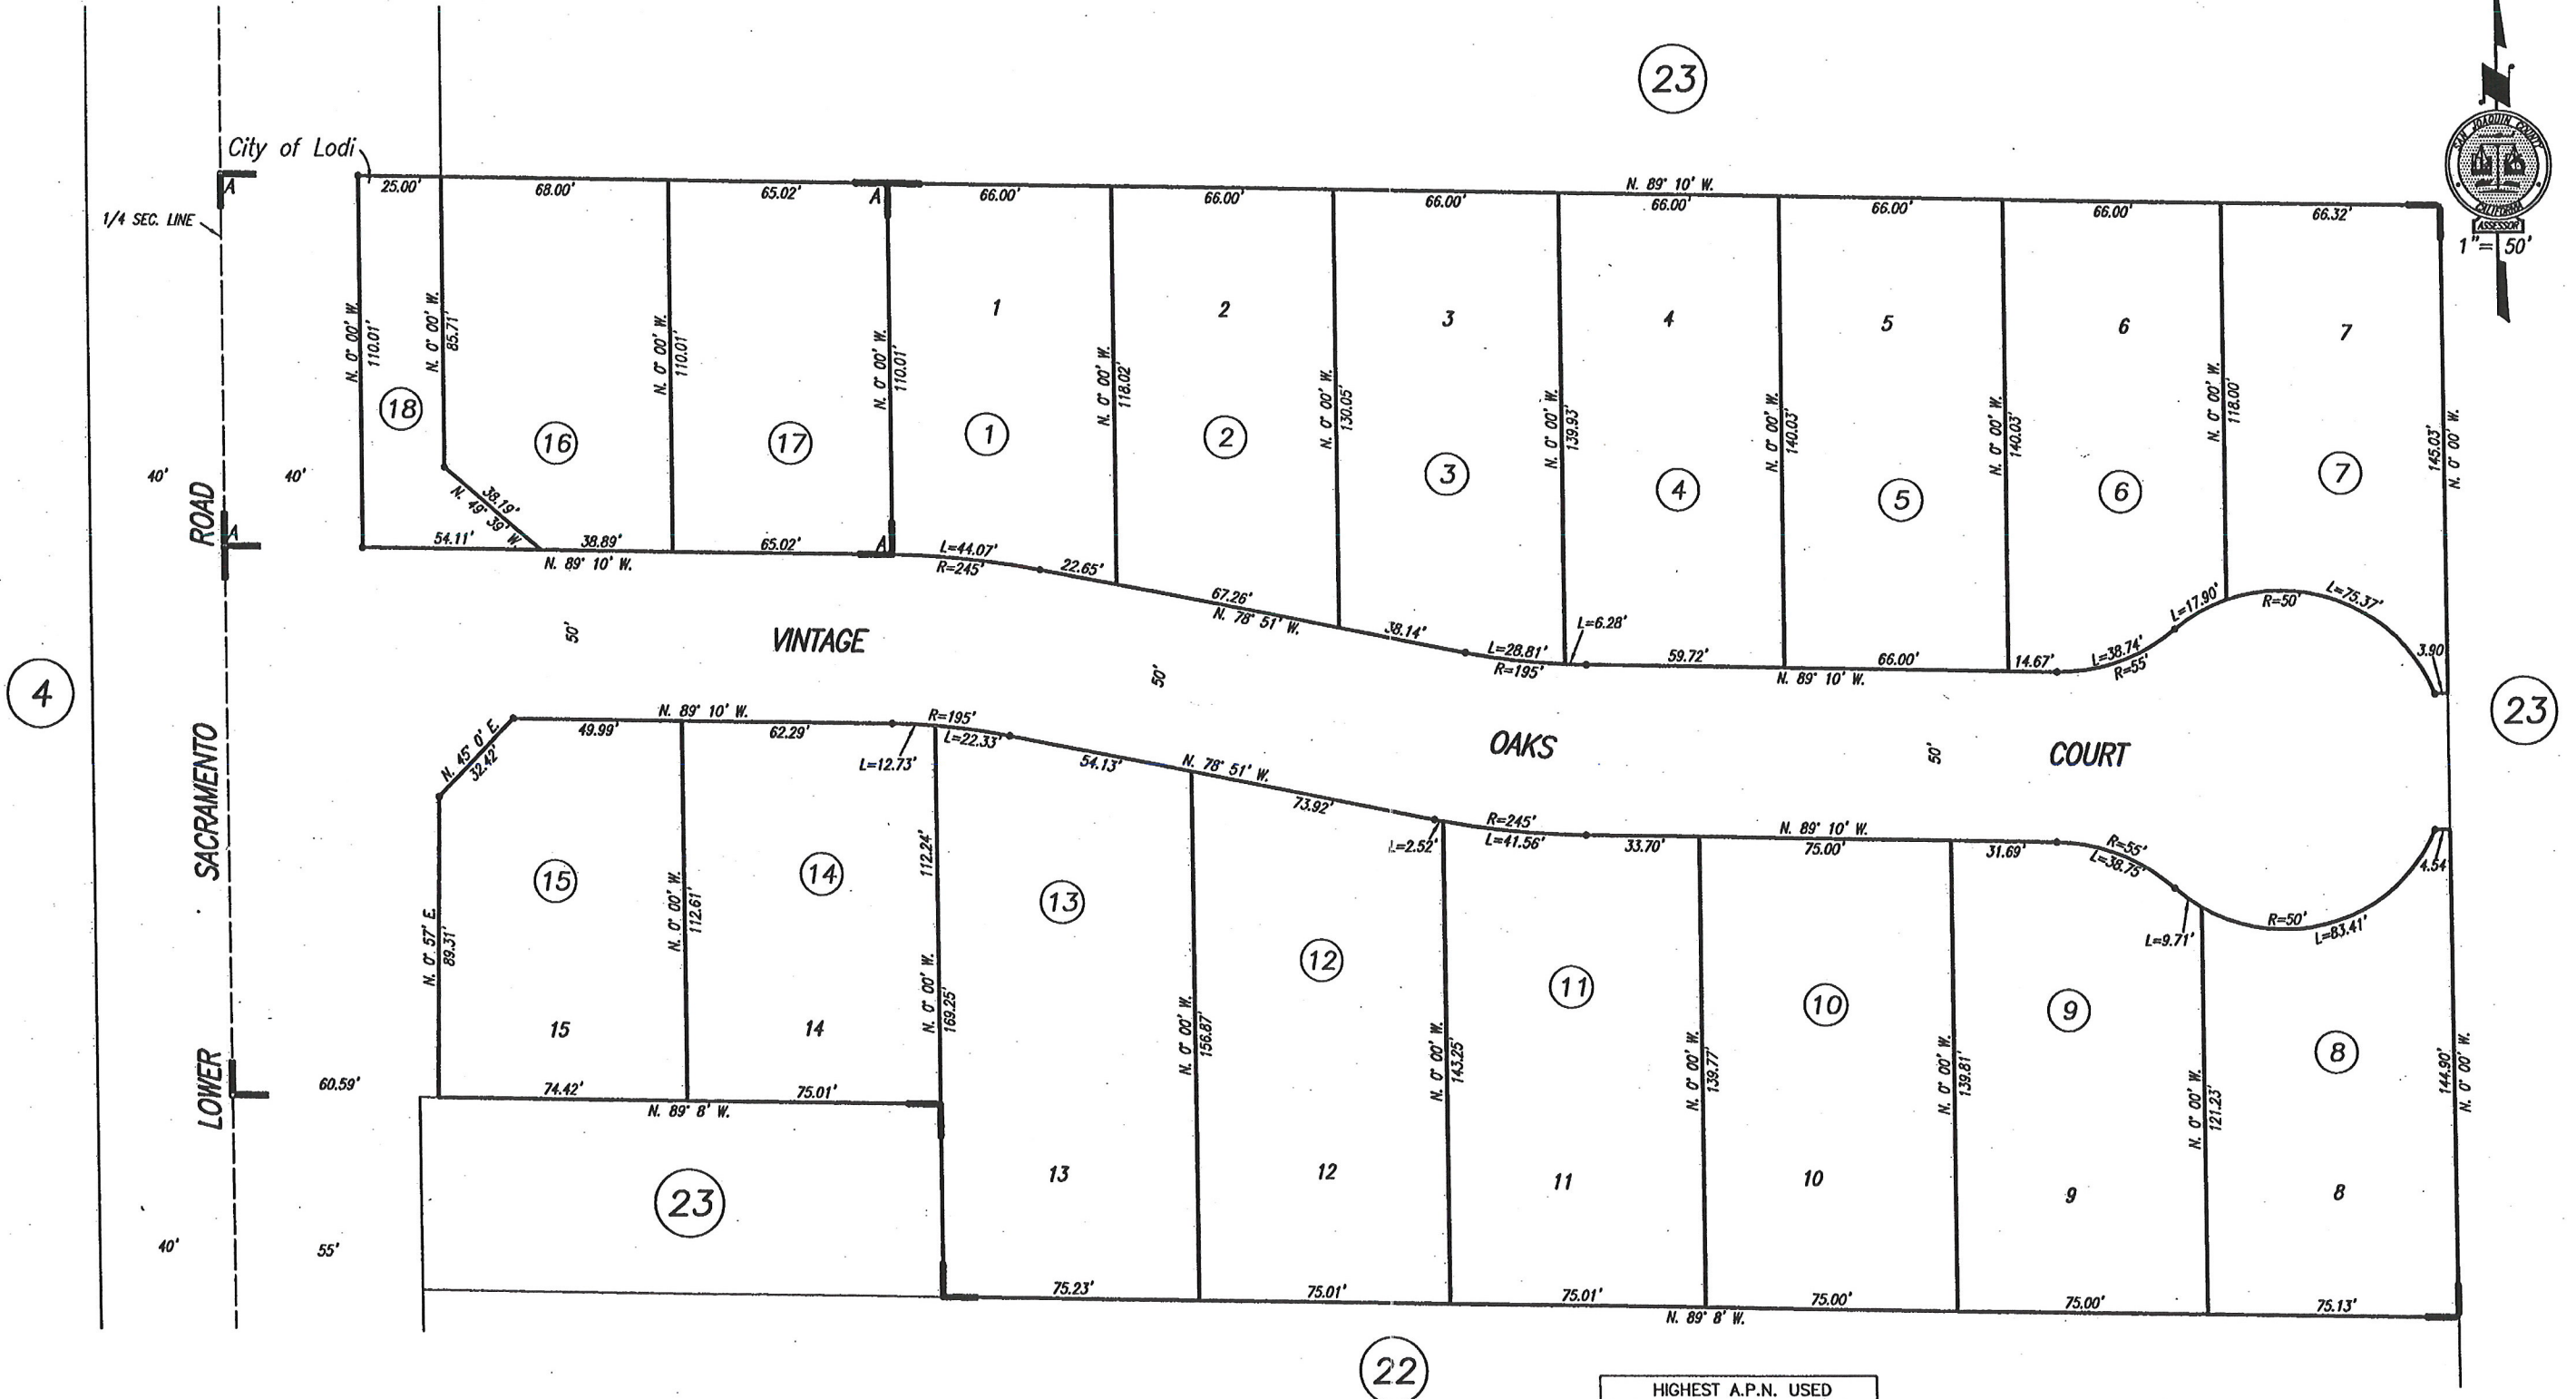 23
City of Lodi
SAN JOAQUIN COUNTY
CALIFORNIA
ASSESSOR
1"= 50'
1/4 SEC. LINE
A
A
A
A
25.00'
68.00'
65.02'
66.00'
66.00'
66.00'
N. 89° 10' W.
66.00'
66.00'
66.00'
66.32'
1
2
3
4
5
6
7
N. 0° 00' W.
110.01'
N. 0° 00' W.
85.71'
N. 0° 00' W.
110.01'
N. 0° 00' W.
110.01'
N. 0° 00' W.
118.02'
N. 0° 00' W.
130.05'
N. 0° 00' W.
139.93'
N. 0° 00' W.
140.03'
N. 0° 00' W.
140.03'
N. 0° 00' W.
118.00'
145.03'
N. 0° 00' W.
18
16
17
1
2
3
4
5
6
7
40'
40'
38.19'
N. 49° 39' W.
54.11'
38.89'
N. 89° 10' W.
65.02'
L=44.07'
R=245'
22.65'
67.26'
N. 78° 51' W.
38.14'
L=28.81'
R=195'
L=6.28'
59.72'
66.00'
N. 89° 10' W.
14.67'
L=38.74'
R=55'
L=17.90'
R=50'
L=75.37'
3.90
4
50'
VINTAGE
50'
OAKS
50'
COURT
23
LOWER SACRAMENTO ROAD
N. 45° 0' E.
32.42'
49.99'
N. 89° 10' W.
62.29'
L=12.73'
R=195'
L=22.33'
54.13'
N. 78° 51' W.
73.92'
L=2.52'
R=245'
L=41.56'
33.70'
N. 89° 10' W.
75.00'
31.69'
R=55'
L=38.75'
L=9.71'
R=50'
L=83.41'
4.54
N. 0° 57' E.
89.31'
15
N. 0° 00' W.
112.61'
14
112.24'
N. 0° 00' W.
169.25'
13
N. 0° 00' W.
156.87'
12
N. 0° 00' W.
143.25'
11
N. 0° 00' W.
139.77'
10
N. 0° 00' W.
139.81'
9
N. 0° 00' W.
121.23'
8
144.90'
N. 0° 00' W.
15
14
13
12
11
10
9
8
60.59'
74.42'
N. 89° 8' W.
75.01'
23
40'
55'
75.23'
75.01'
75.01'
N. 89° 8' W.
75.00'
75.00'
75.13'
22
HIGHEST A.P.N. USED